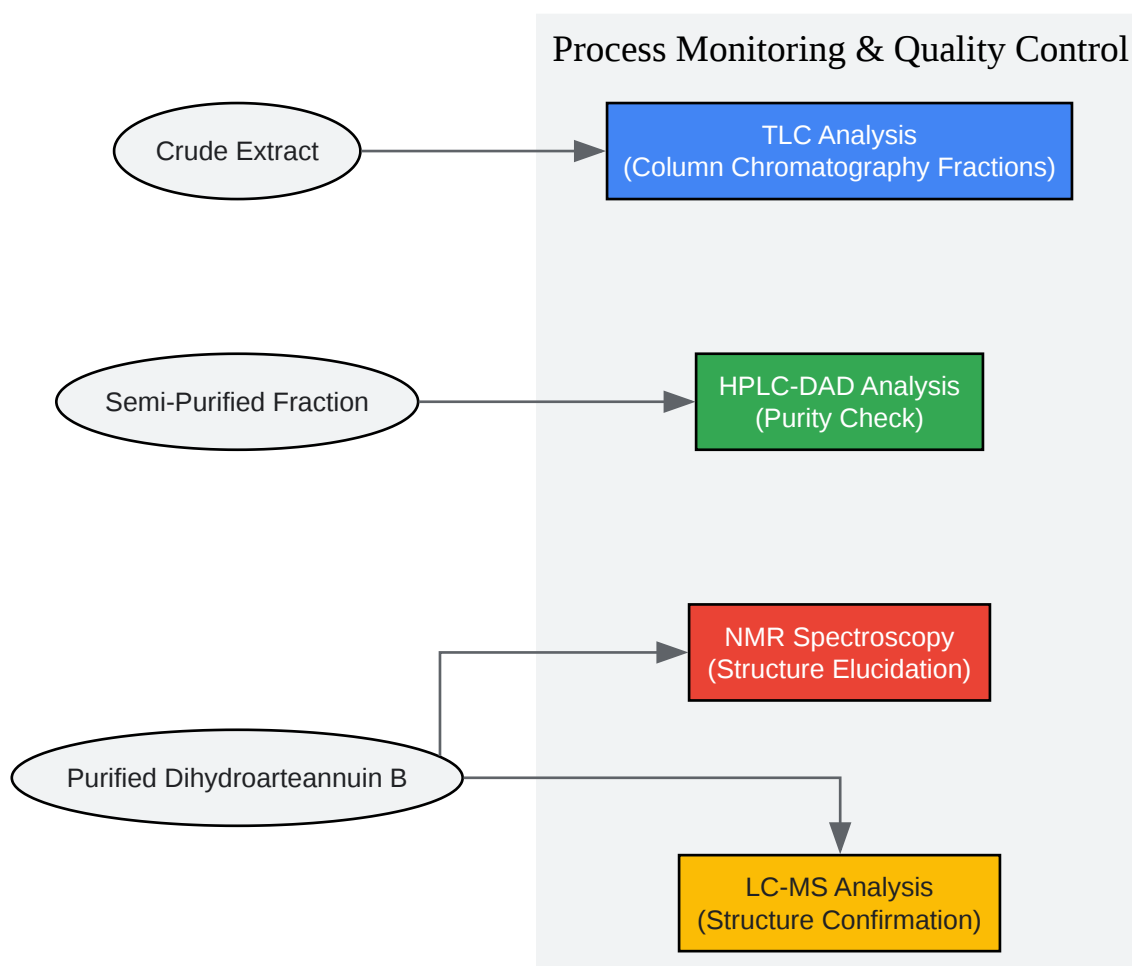 Process Monitoring & Quality Control
Crude Extract
TLC Analysis
(Column Chromatography Fractions)
Semi-Purified Fraction
HPLC-DAD Analysis
(Purity Check)
NMR Spectroscopy
(Structure Elucidation)
Purified Dihydroarteannuin B
LC-MS Analysis
(Structure Confirmation)